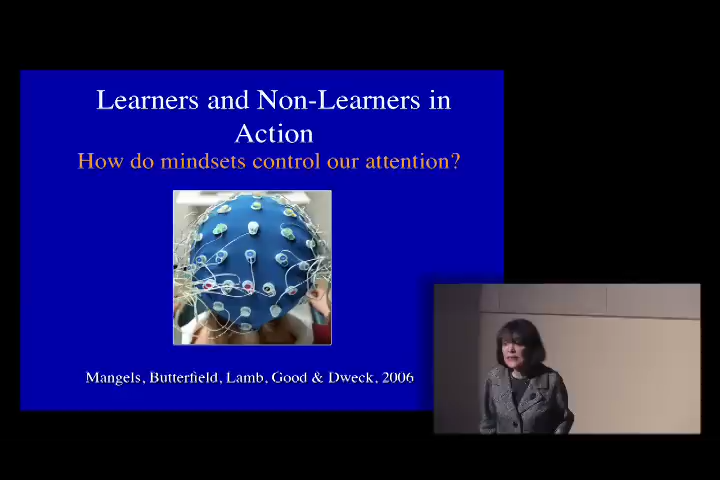 Learners and Non-Learners in
Action
How do mindsets control our attention?
Mangels, Butterfield, Lamb, Good & Dweck, 2006